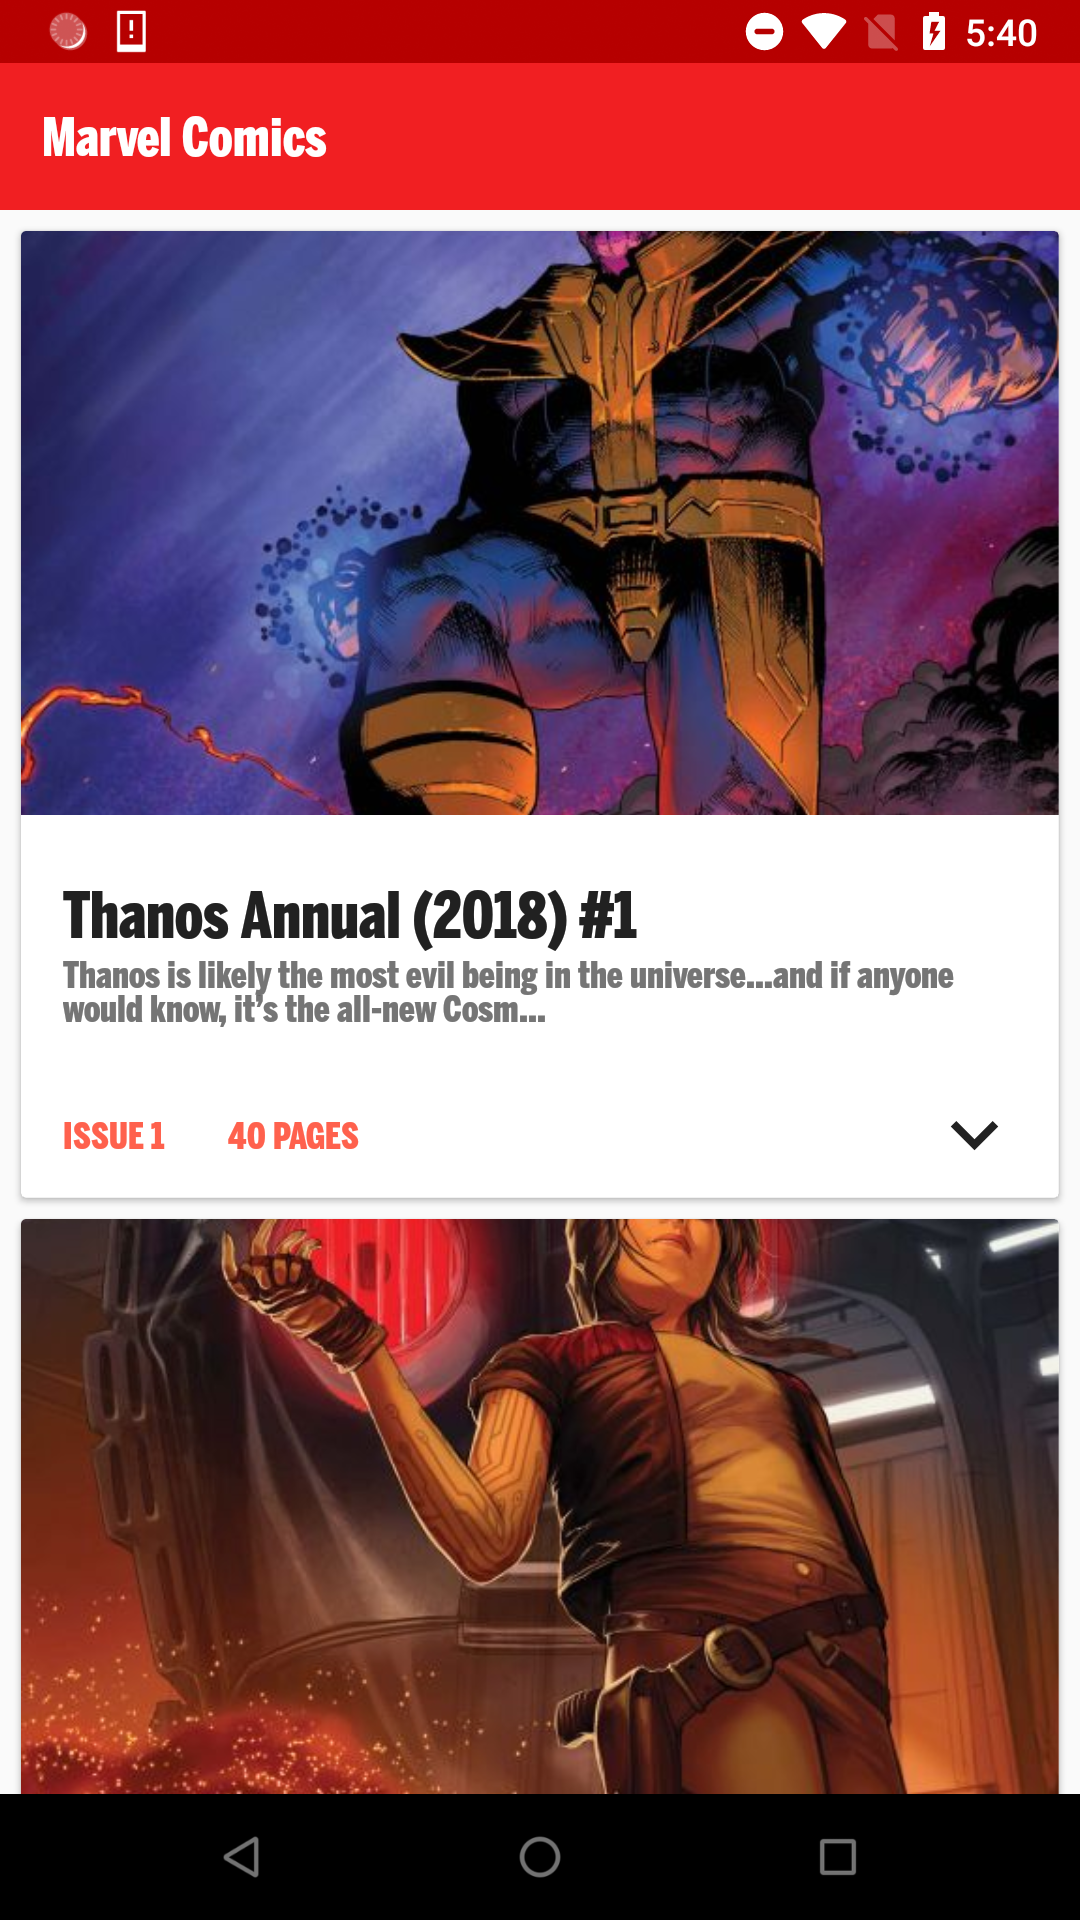 5:40
Marvel Comics
Thanos Annual (2018) #1
Thanos is likely the most evil being in the universe...and if anyone
would know, it’s the all-new Cosm...
ISSUE 1 40 PAGES